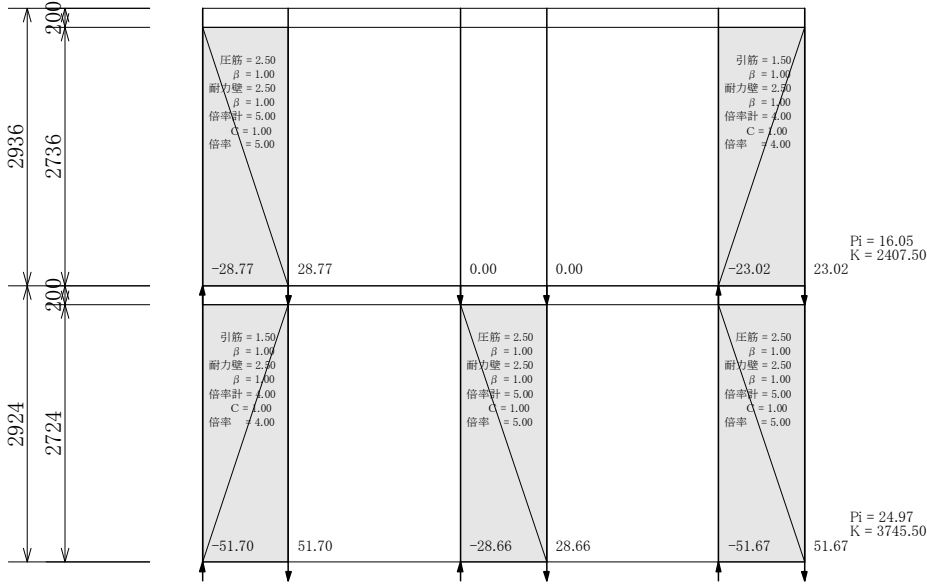 200
2936
2736
圧筋 = 2.50
β = 1.00
耐力壁 = 2.50
β = 1.00
倍率計 = 5.00
C = 1.00
倍率 = 5.00
引筋 = 1.50
β = 1.00
耐力壁 = 2.50
β = 1.00
倍率計 = 4.00
C = 1.00
倍率 = 4.00
-28.77
28.77
0.00
0.00
-23.02
23.02
Pi = 16.05
K = 2407.50
200
2924
2724
引筋 = 1.50
β = 1.00
耐力壁 = 2.50
β = 1.00
倍率計 = 4.00
C = 1.00
倍率 = 4.00
圧筋 = 2.50
β = 1.00
耐力壁 = 2.50
β = 1.00
倍率計 = 5.00
C = 1.00
倍率 = 5.00
圧筋 = 2.50
β = 1.00
耐力壁 = 2.50
β = 1.00
倍率計 = 5.00
C = 1.00
倍率 = 5.00
-51.70
51.70
-28.66
28.66
-51.67
51.67
Pi = 24.97
K = 3745.50